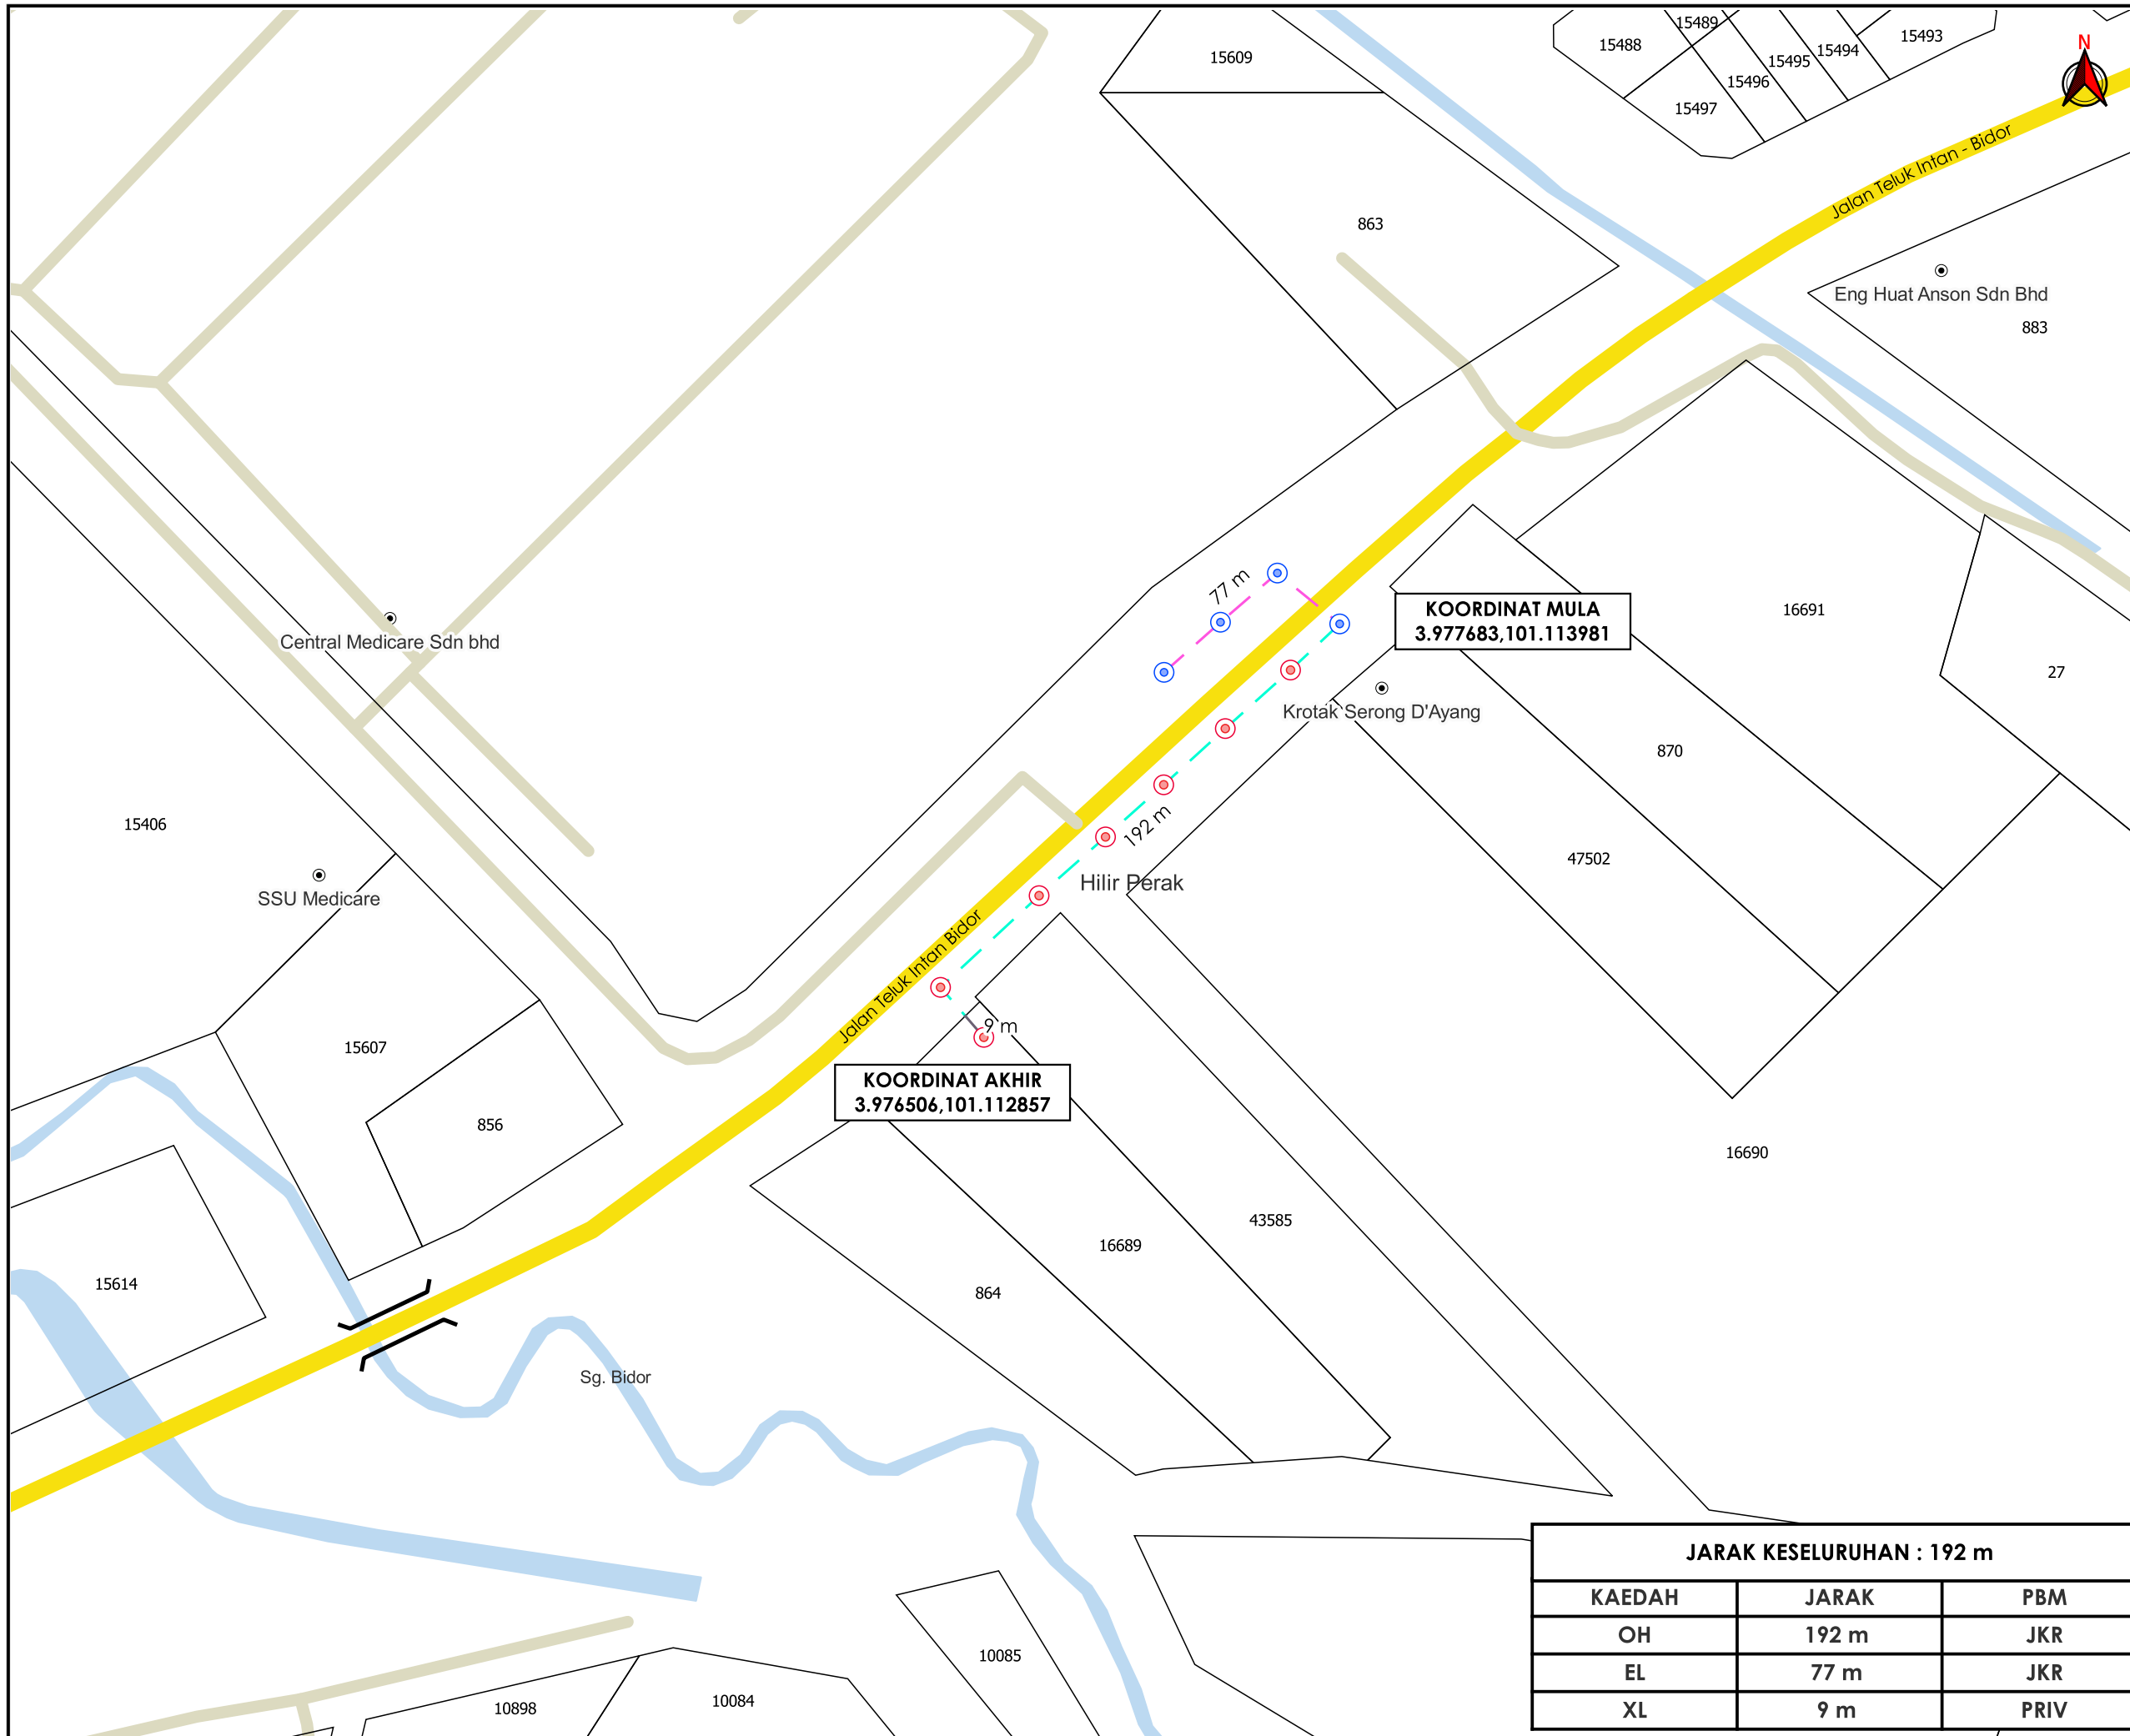 15609
15488
15489
15496
15495
15494
15493
15497
N
Jalan Teluk Intan - Bidor
863
Eng Huat Anson Sdn Bhd
883
77 m
KOORDINAT MULA
3.977683,101.113981
16691
Central Medicare Sdn bhd
27
Krotak Serong D'Ayang
870
15406
192 m
47502
SSU Medicare
Hilir Perak
Jalan Teluk Intan Bidor
9 m
15607
KOORDINAT AKHIR
3.976506,101.112857
856
16690
43585
16689
15614
864
Sg. Bidor
JARAK KESELURUHAN : 192 m
KAEDAH JARAK PBM
OH 192 m JKR
EL 77 m JKR
XL 9 m PRIV
10085
10084
10898